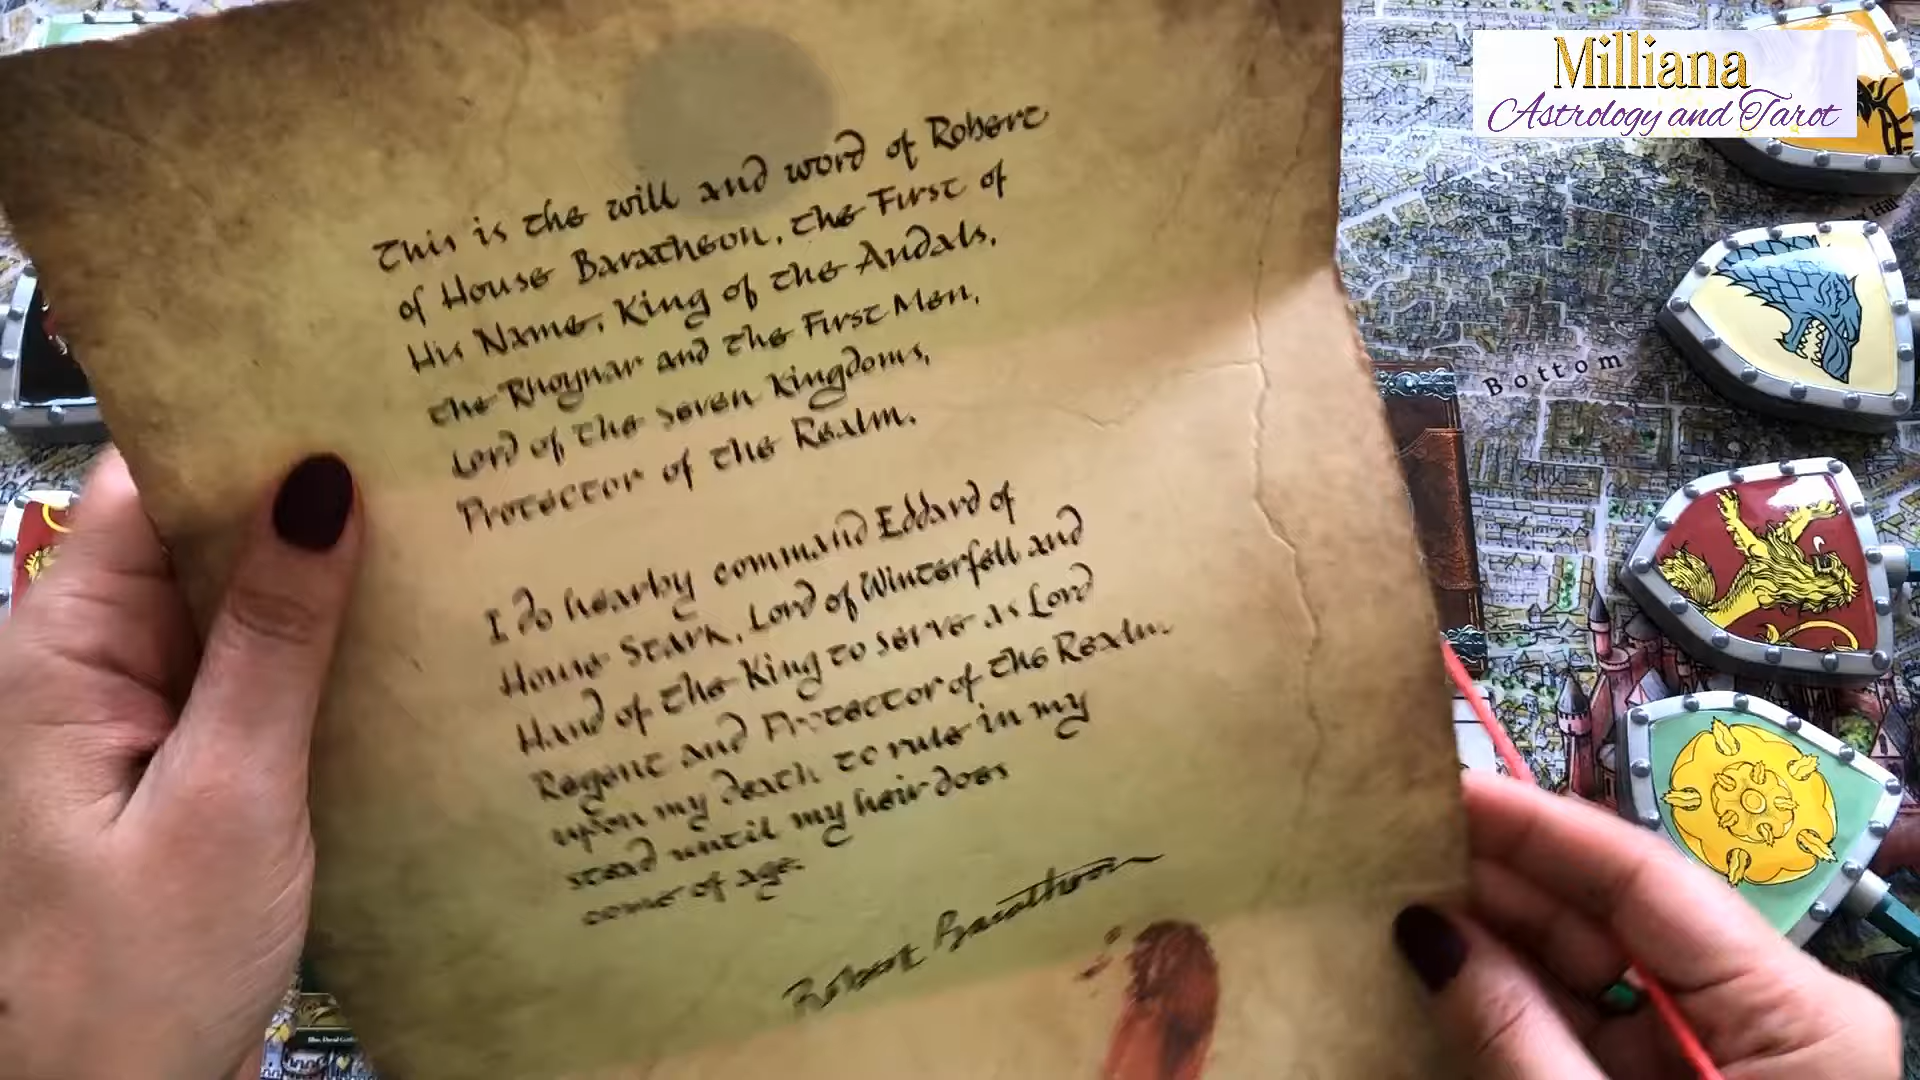 Milliana
Astrology and Tarot
This is the will and word of Robert
of House Baratheon, the First of
His Name, King of the Andals,
the Rhoynar and the First Men,
Lord of the Seven Kingdoms,
Protector of the Realm.
I do hearby command Eddard of
House Stark, Lord of Winterfell and
Hand of the King to serve as Lord
Regent and Protector of the Realm
upon my death to rule in my
stead until my heir does
come of age.
Robert Baratheon
Bottom
Hill